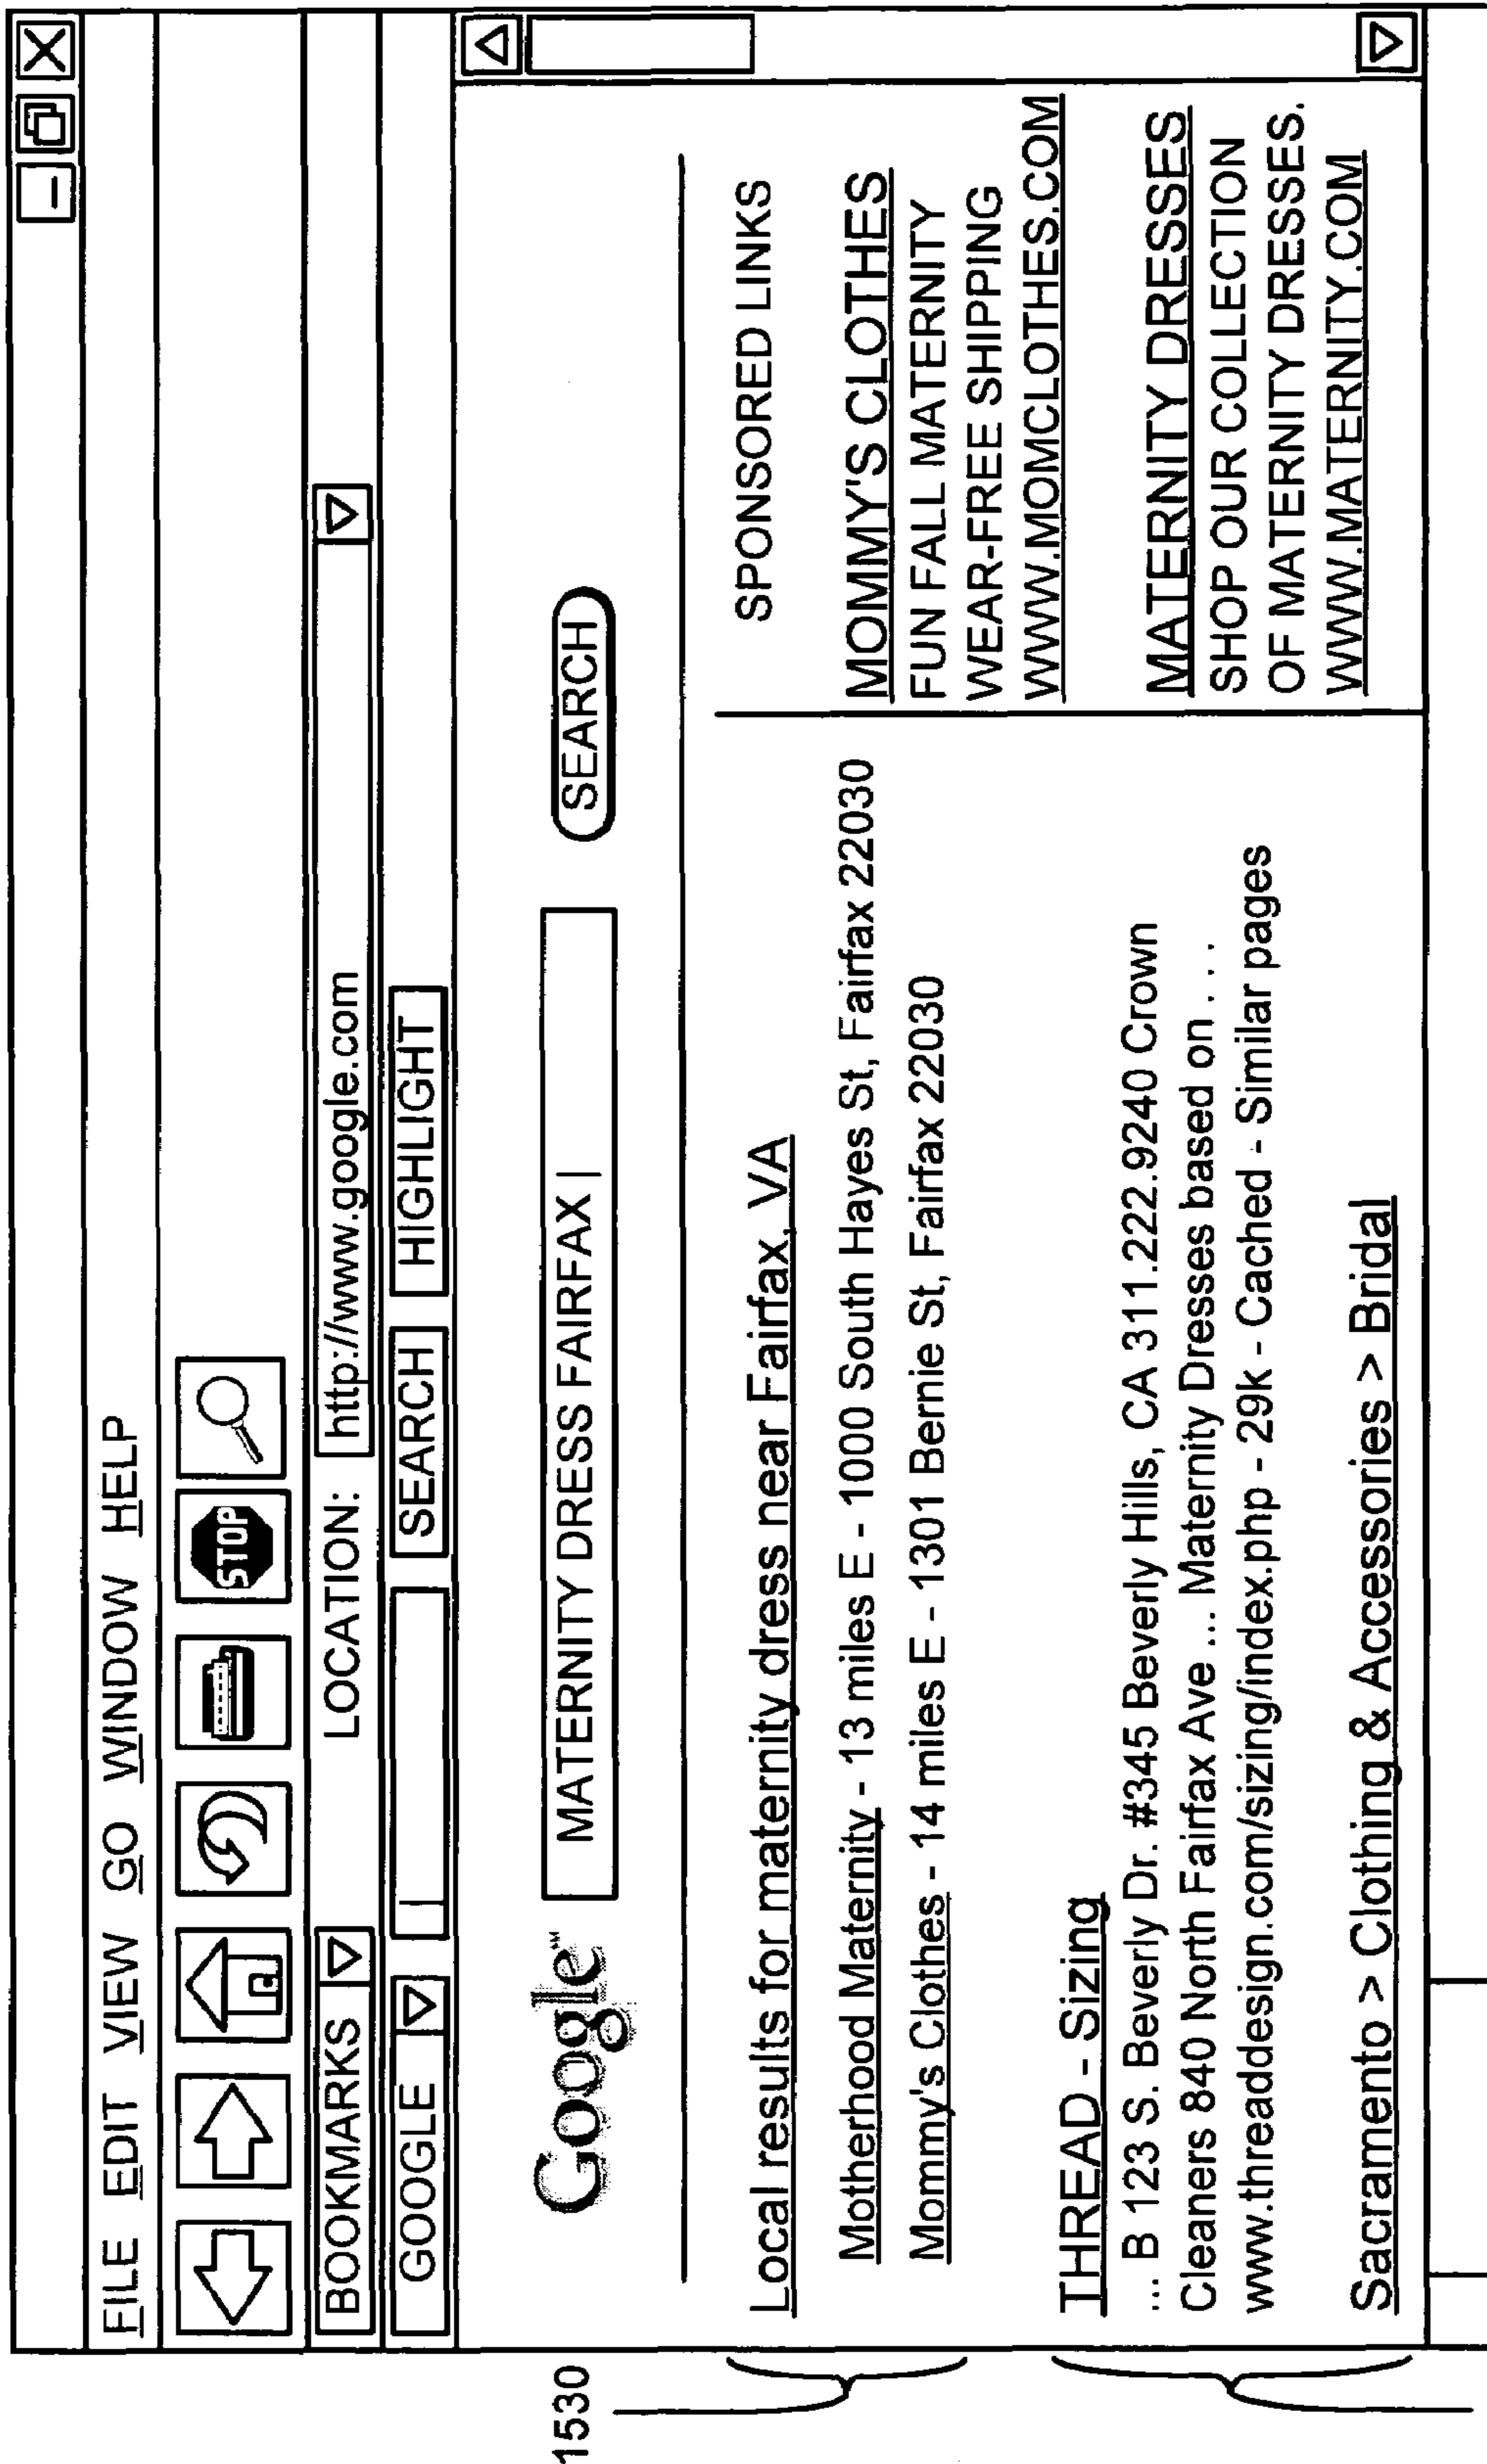 FILE EDIT VIEW GO WINDOW HELP
STOP
BOOKMARKS LOCATION: http://www.google.com
GOOGLE SEARCH HIGHLIGHT
Google™ MATERNITY DRESS FAIRFAX | SEARCH
1530
Local results for maternity dress near Fairfax, VA
Motherhood Maternity - 13 miles E - 1000 South Hayes St, Fairfax 22030
Mommy's Clothes - 14 miles E - 1301 Bernie St, Fairfax 22030
THREAD - Sizing
... B 123 S. Beverly Dr. #345 Beverly Hills, CA 311.222.9240 Crown
Cleaners 840 North Fairfax Ave ... Maternity Dresses based on . . .
www.threaddesign.com/sizing/index.php - 29k - Cached - Similar pages
Sacramento > Clothing & Accessories > Bridal
SPONSORED LINKS
MOMMY'S CLOTHES
FUN FALL MATERNITY
WEAR-FREE SHIPPING
WWW.MOMCLOTHES.COM
MATERNITY DRESSES
SHOP OUR COLLECTION
OF MATERNITY DRESSES.
WWW.MATERNITY.COM